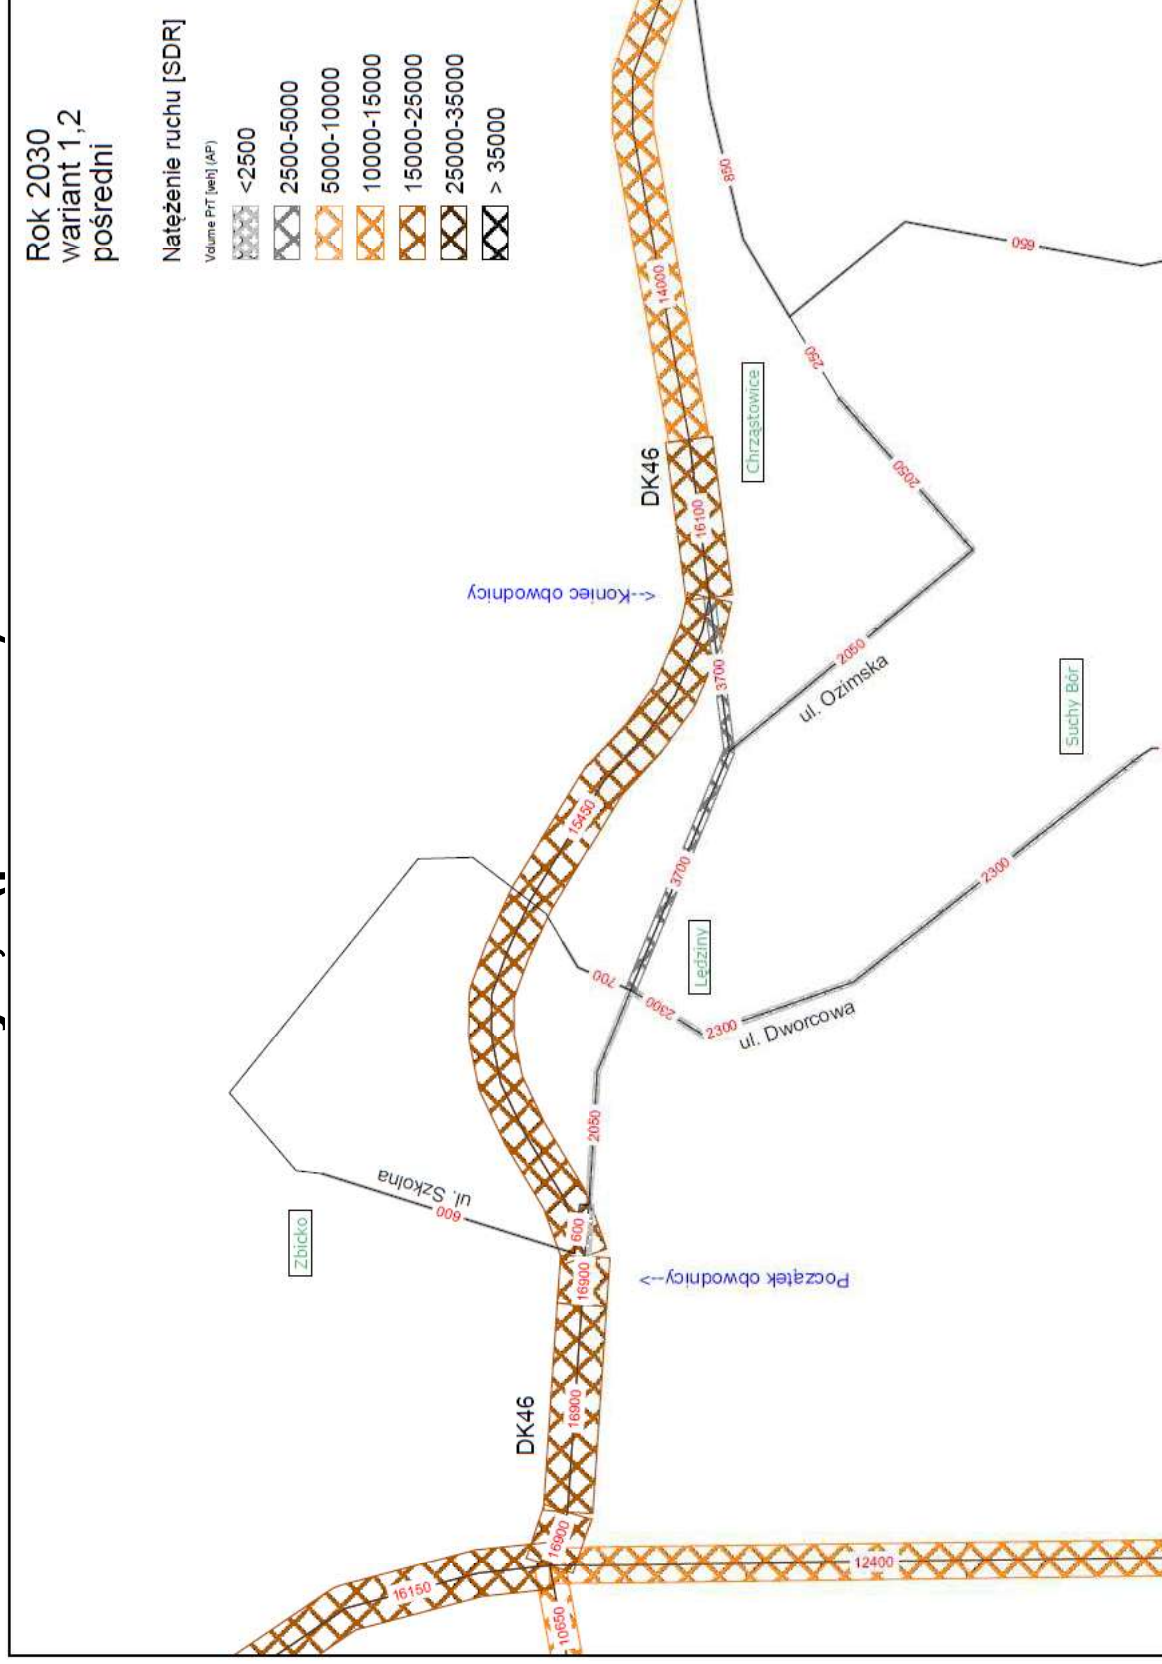 Rok 2030
wariant 1,2
pośredni
Natężenie ruchu [SDR]
Volume PrT [veh] (AP)
<2500
2500-5000
5000-10000
10000-15000
15000-25000
25000-35000
> 35000
850
650
14000
250
Chrząstowice
DK46
2050
16100
<--Koniec obwodnicy
3700
2050
ul. Ozimska
Suchy Bór
15450
3700
2300
Lędziny
700
2300
2300
ul. Dworcowa
2050
ul. Szkolna
600
Zbicko
600
16900
Początek obwodnicy-->
DK46
16900
16900
12400
16150
10650